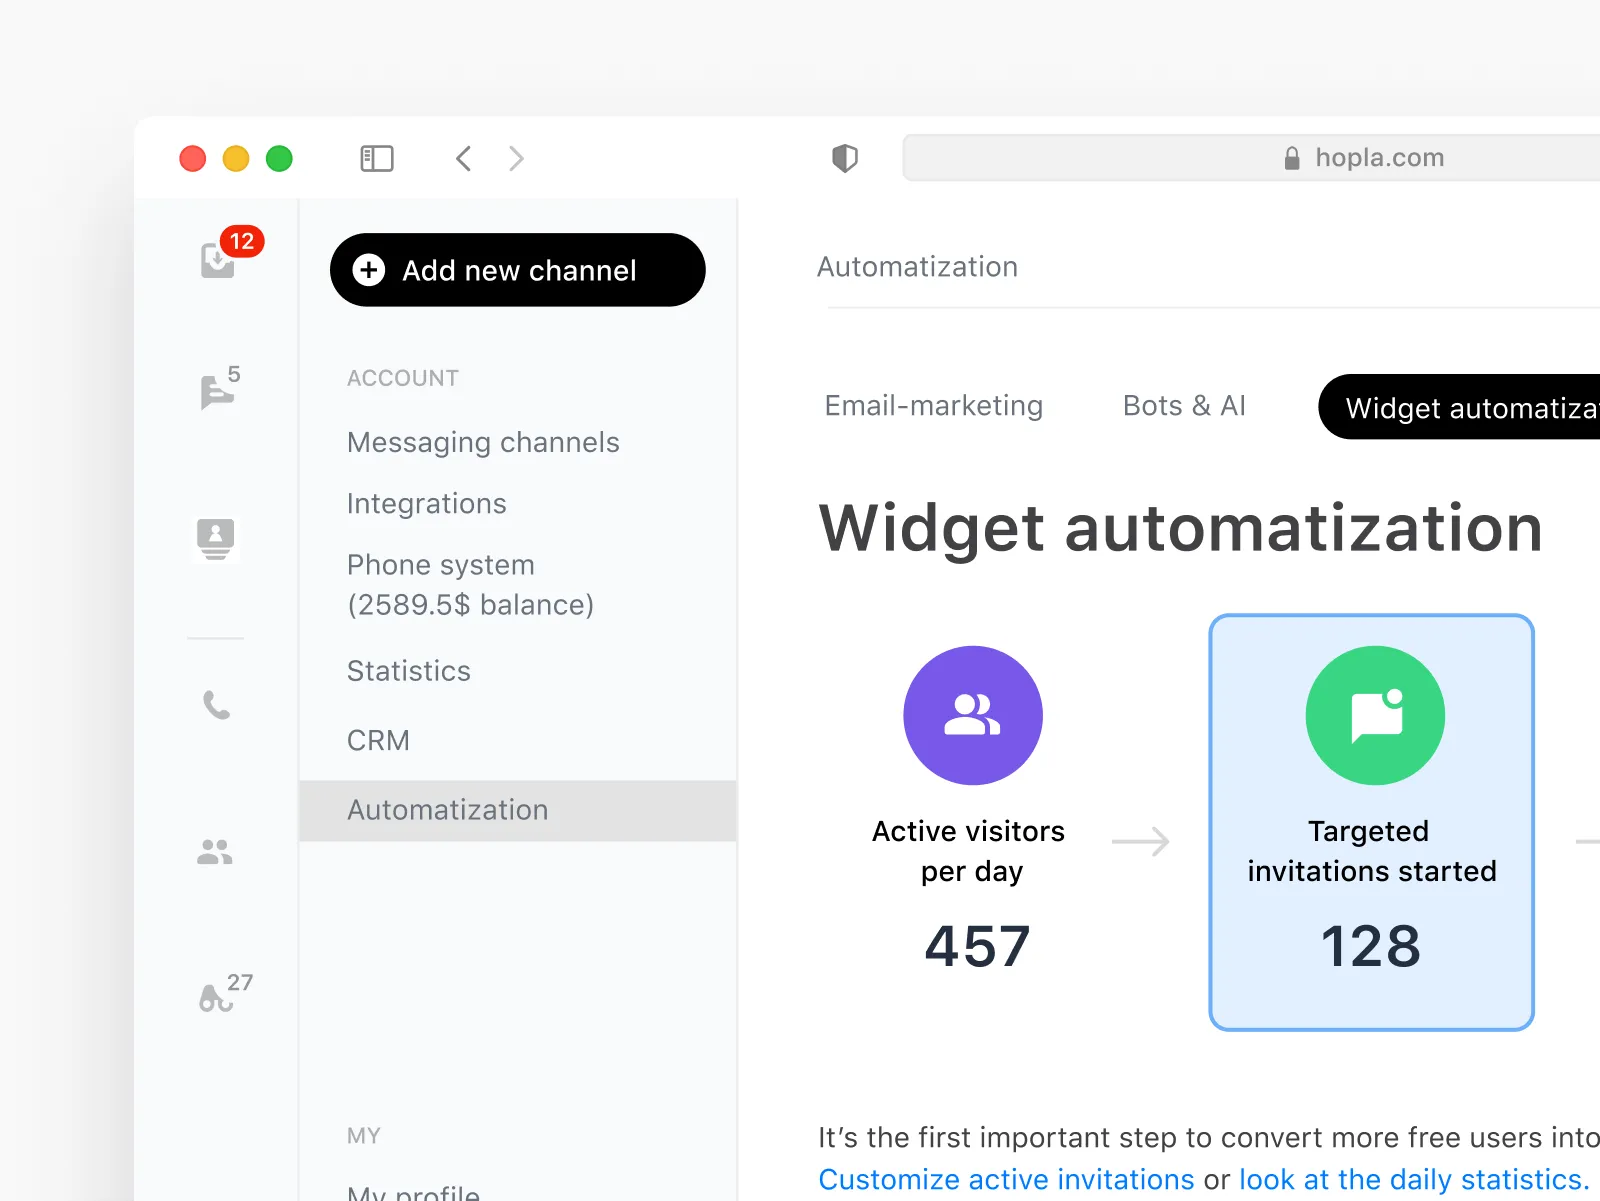 hopla.com
12
5
27
Add new channel
ACCOUNT
Messaging channels
Integrations
Phone system
(2589.5$ balance)
Statistics
CRM
Automatization
MY
My profile
Automatization
Email-marketing
Bots & AI
Widget automatiza
Widget automatization
Active visitors
per day
457
Targeted
invitations started
128
It’s the first important step to convert more free users into
Customize active invitations or look at the daily statistics.